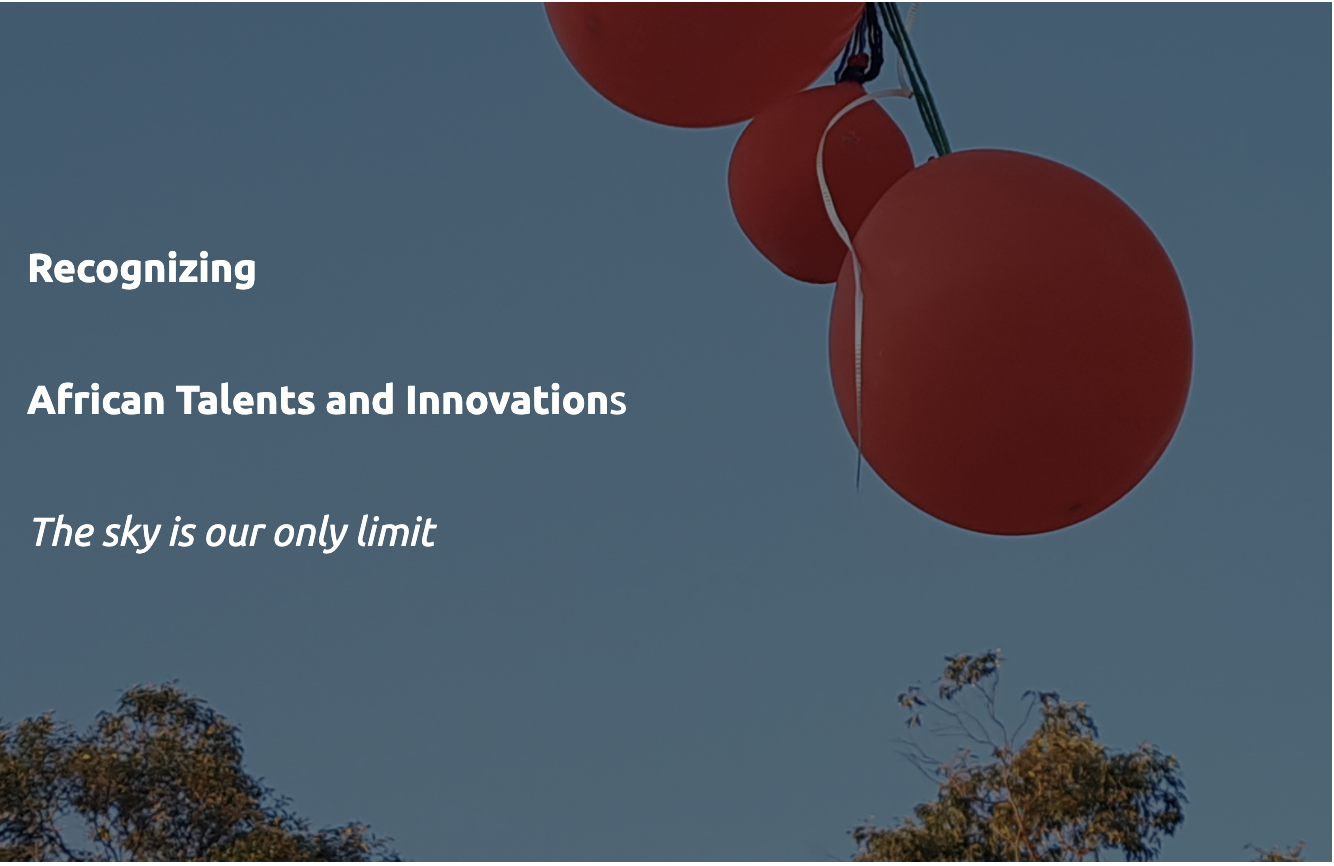 Recognizing
African Talents and Innovations
The sky is our only limit